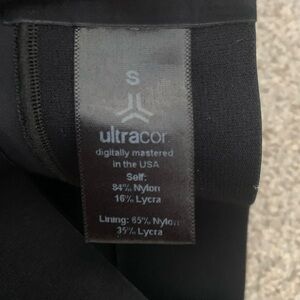 S
ultracor
digitally mastered
in the USA
Self:
84% Nylon
16% Lycra
Lining: 65% Nylon
35% Lycra